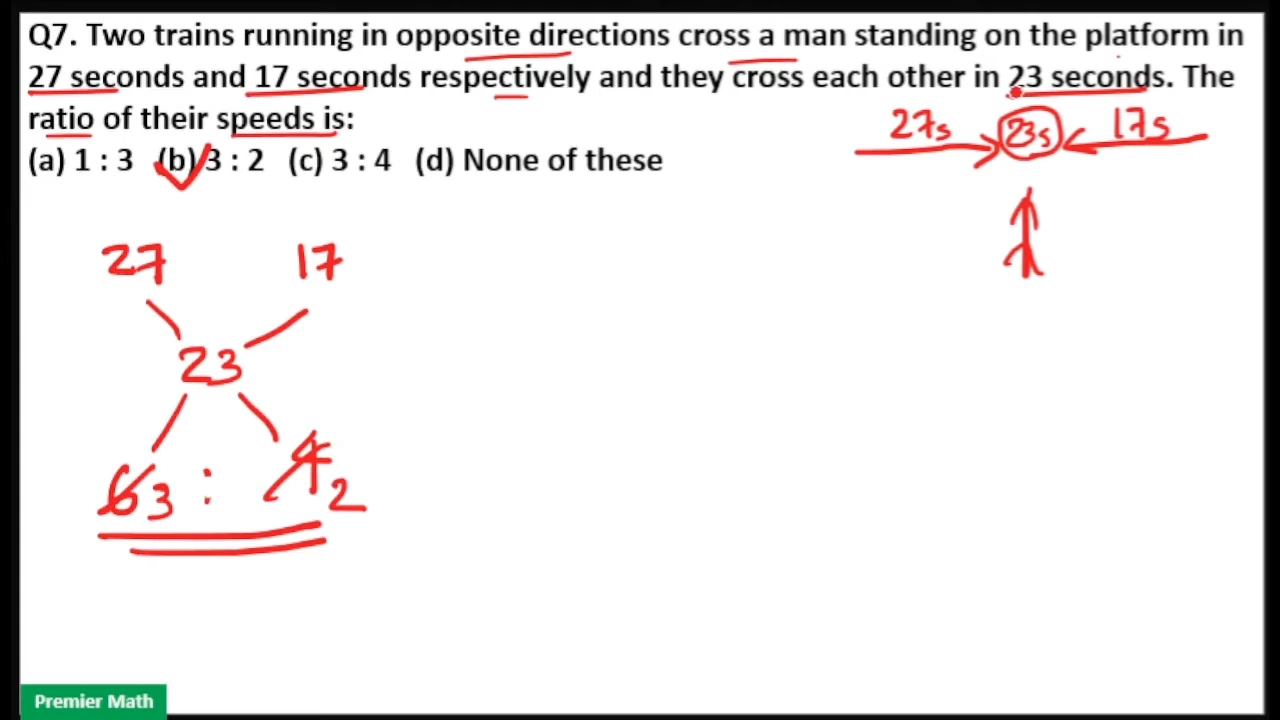 Q7. Two trains running in opposite directions cross a man standing on the platform in
27 seconds and 17 seconds respectively and they cross each other in 23 seconds. The
ratio of their speeds is:
(a) 1 : 3 (b) 3 : 2 (c) 3 : 4 (d) None of these
27s 23s 17s
27 17
23
6 3 : 4 2
Premier Math